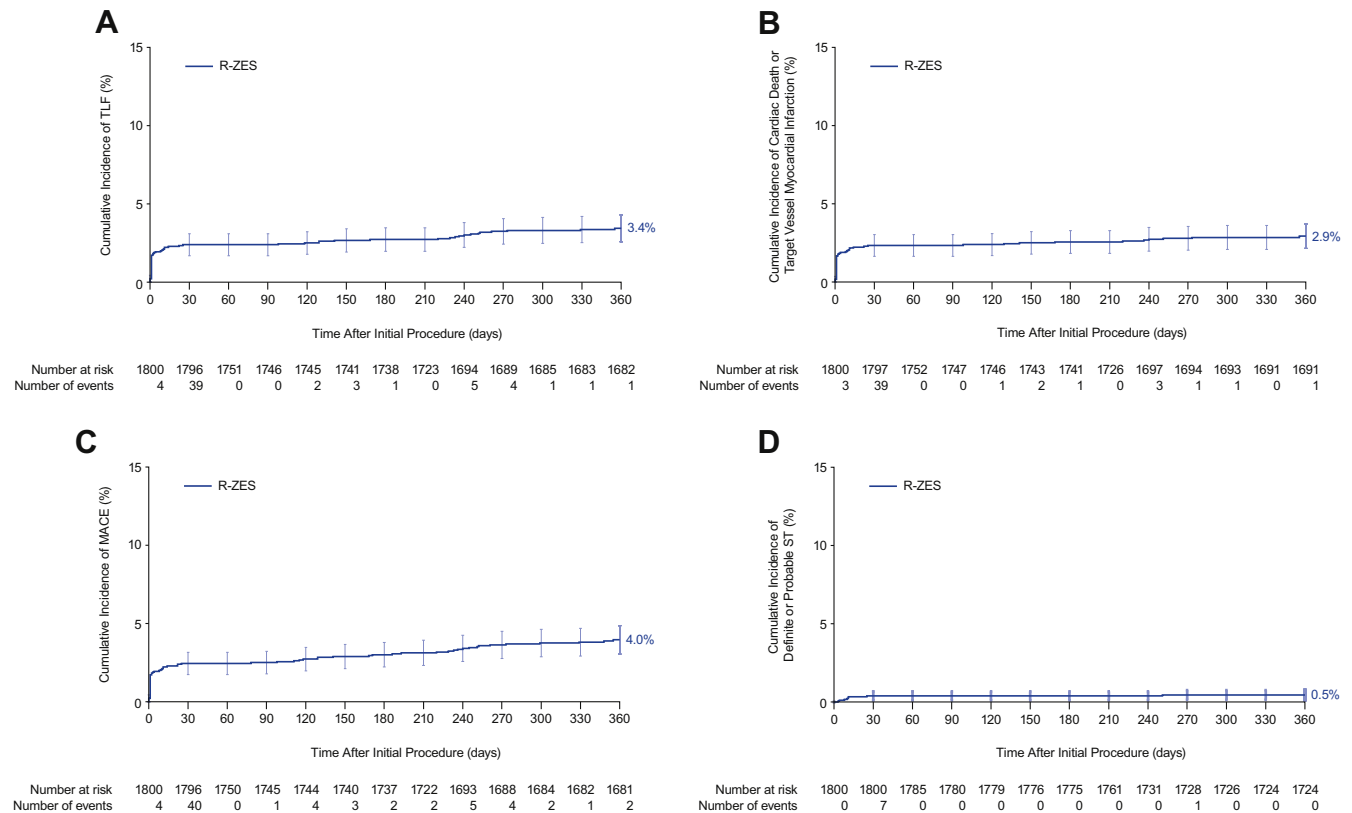 A
15
10
5
0
Cumulative Incidence of TLF (%)
R-ZES
3.4%
0 30 60 90 120 150 180 210 240 270 300 330 360
Time After Initial Procedure (days)
Number at risk 1800 1796 1751 1746 1745 1741 1738 1723 1694 1689 1685 1683 1682
Number of events 4 39 0 0 2 3 1 0 5 4 1 1 1
B
15
10
5
0
Cumulative Incidence of Cardiac Death or
Target Vessel Myocardial Infarction (%)
R-ZES
2.9%
0 30 60 90 120 150 180 210 240 270 300 330 360
Time After Initial Procedure (days)
Number at risk 1800 1797 1752 1747 1746 1743 1741 1726 1697 1694 1693 1691 1691
Number of events 3 39 0 0 1 2 1 0 3 1 1 0 1
C
15
10
5
0
Cumulative Incidence of MACE (%)
R-ZES
4.0%
0 30 60 90 120 150 180 210 240 270 300 330 360
Time After Initial Procedure (days)
Number at risk 1800 1796 1750 1745 1744 1740 1737 1722 1693 1688 1684 1682 1681
Number of events 4 40 0 1 4 3 2 2 5 4 2 1 2
D
15
10
5
0
Cumulative Incidence of
Definite or Probable ST (%)
R-ZES
0.5%
0 30 60 90 120 150 180 210 240 270 300 330 360
Time After Initial Procedure (days)
Number at risk 1800 1800 1785 1780 1779 1776 1775 1761 1731 1728 1726 1724 1724
Number of events 0 7 0 0 0 0 0 0 0 1 0 0 0